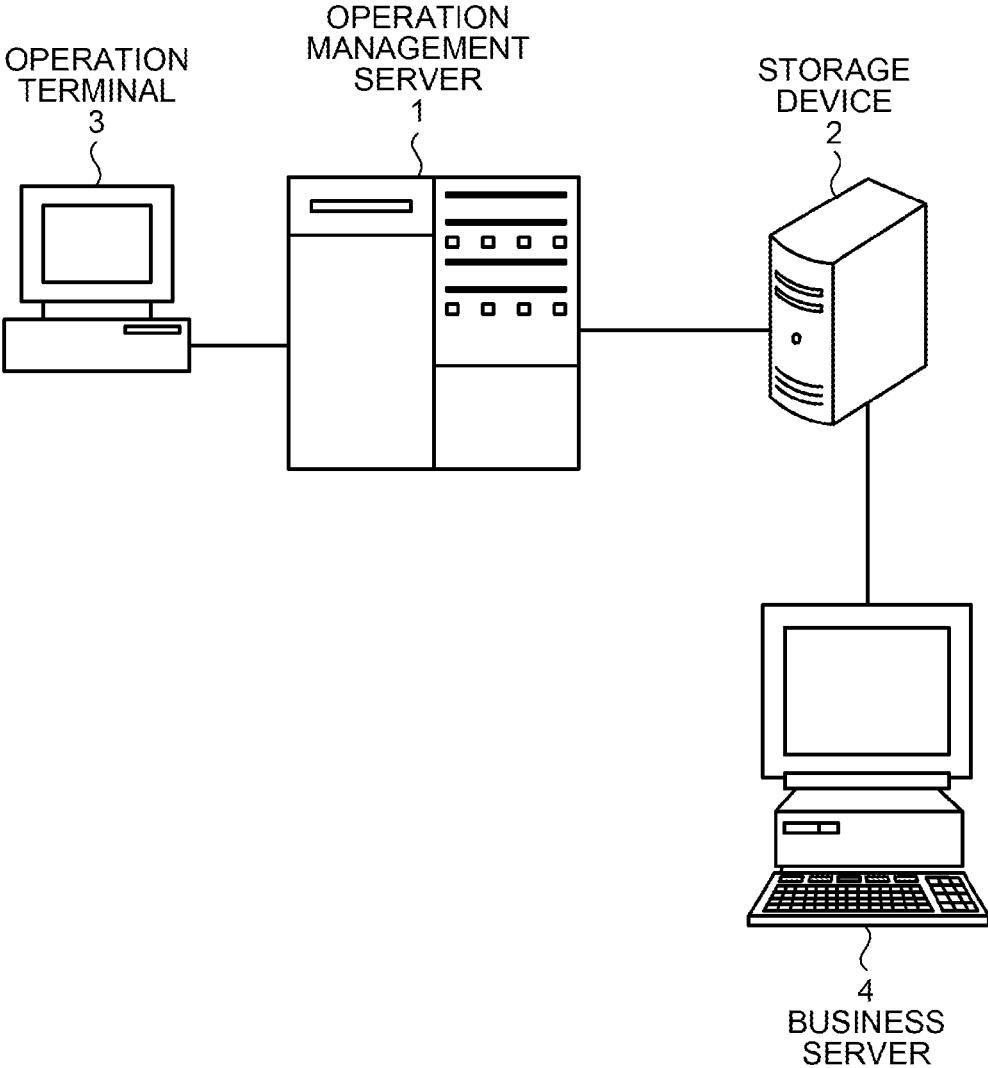 OPERATION
TERMINAL
3
OPERATION
MANAGEMENT
SERVER
1
STORAGE
DEVICE
2
4
BUSINESS
SERVER